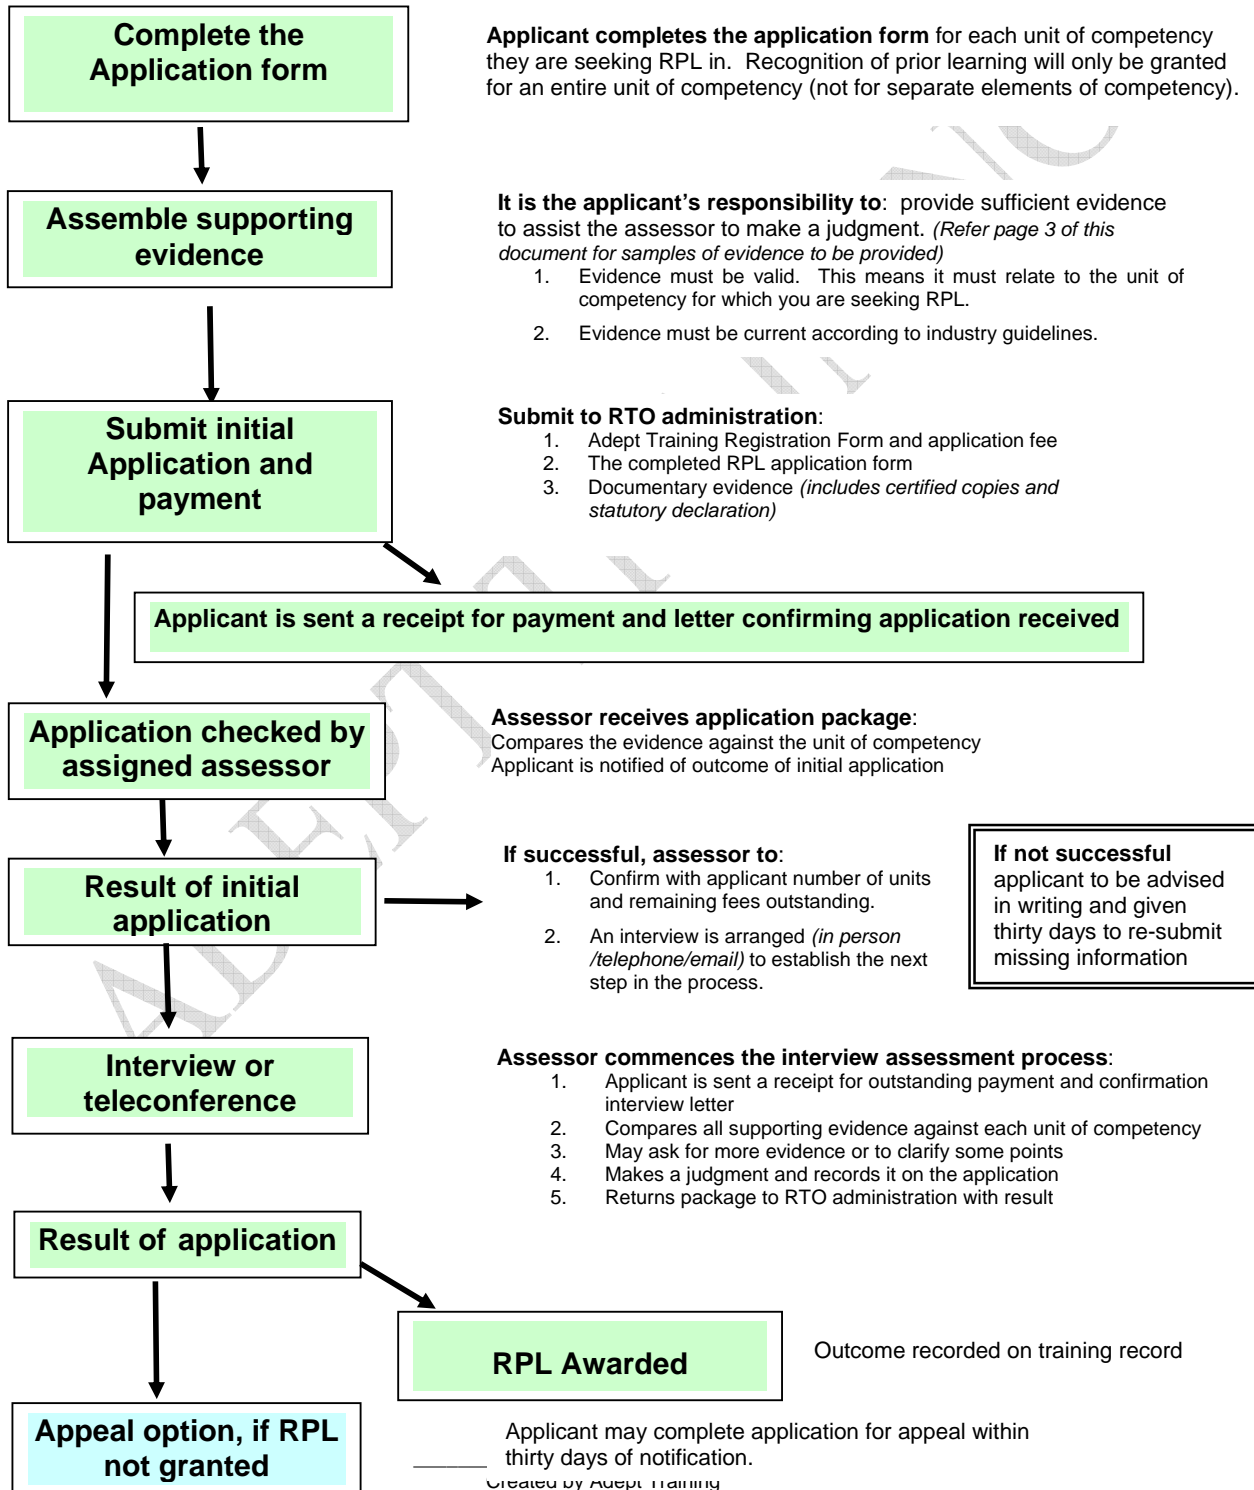 Complete the
Application form
Applicant completes the application form for each unit of competency
they are seeking RPL in. Recognition of prior learning will only be granted
for an entire unit of competency (not for separate elements of competency).
Assemble supporting
evidence
It is the applicant's responsibility to: provide sufficient evidence
to assist the assessor to make a judgment. (Refer page 3 of this
document for samples of evidence to be provided)
1. Evidence must be valid. This means it must relate to the unit of
competency for which you are seeking RPL.
2. Evidence must be current according to industry guidelines.
Submit initial
Application and
payment
Submit to RTO administration:
1. Adept Training Registration Form and application fee
2. The completed RPL application form
3. Documentary evidence (includes certified copies and
statutory declaration)
Applicant is sent a receipt for payment and letter confirming application received
Application checked by
assigned assessor
Assessor receives application package:
Compares the evidence against the unit of competency
Applicant is notified of outcome of initial application
Result of initial
application
If successful, assessor to:
1. Confirm with applicant number of units
and remaining fees outstanding.
2. An interview is arranged (in person
/telephone/email) to establish the next
step in the process.
If not successful
applicant to be advised
in writing and given
thirty days to re-submit
missing information
Interview or
teleconference
Assessor commences the interview assessment process:
1. Applicant is sent a receipt for outstanding payment and confirmation
interview letter
2. Compares all supporting evidence against each unit of competency
3. May ask for more evidence or to clarify some points
4. Makes a judgment and records it on the application
5. Returns package to RTO administration with result
Result of application
RPL Awarded
Outcome recorded on training record
Appeal option, if RPL
not granted
Applicant may complete application for appeal within
thirty days of notification.
Created by Adept Training